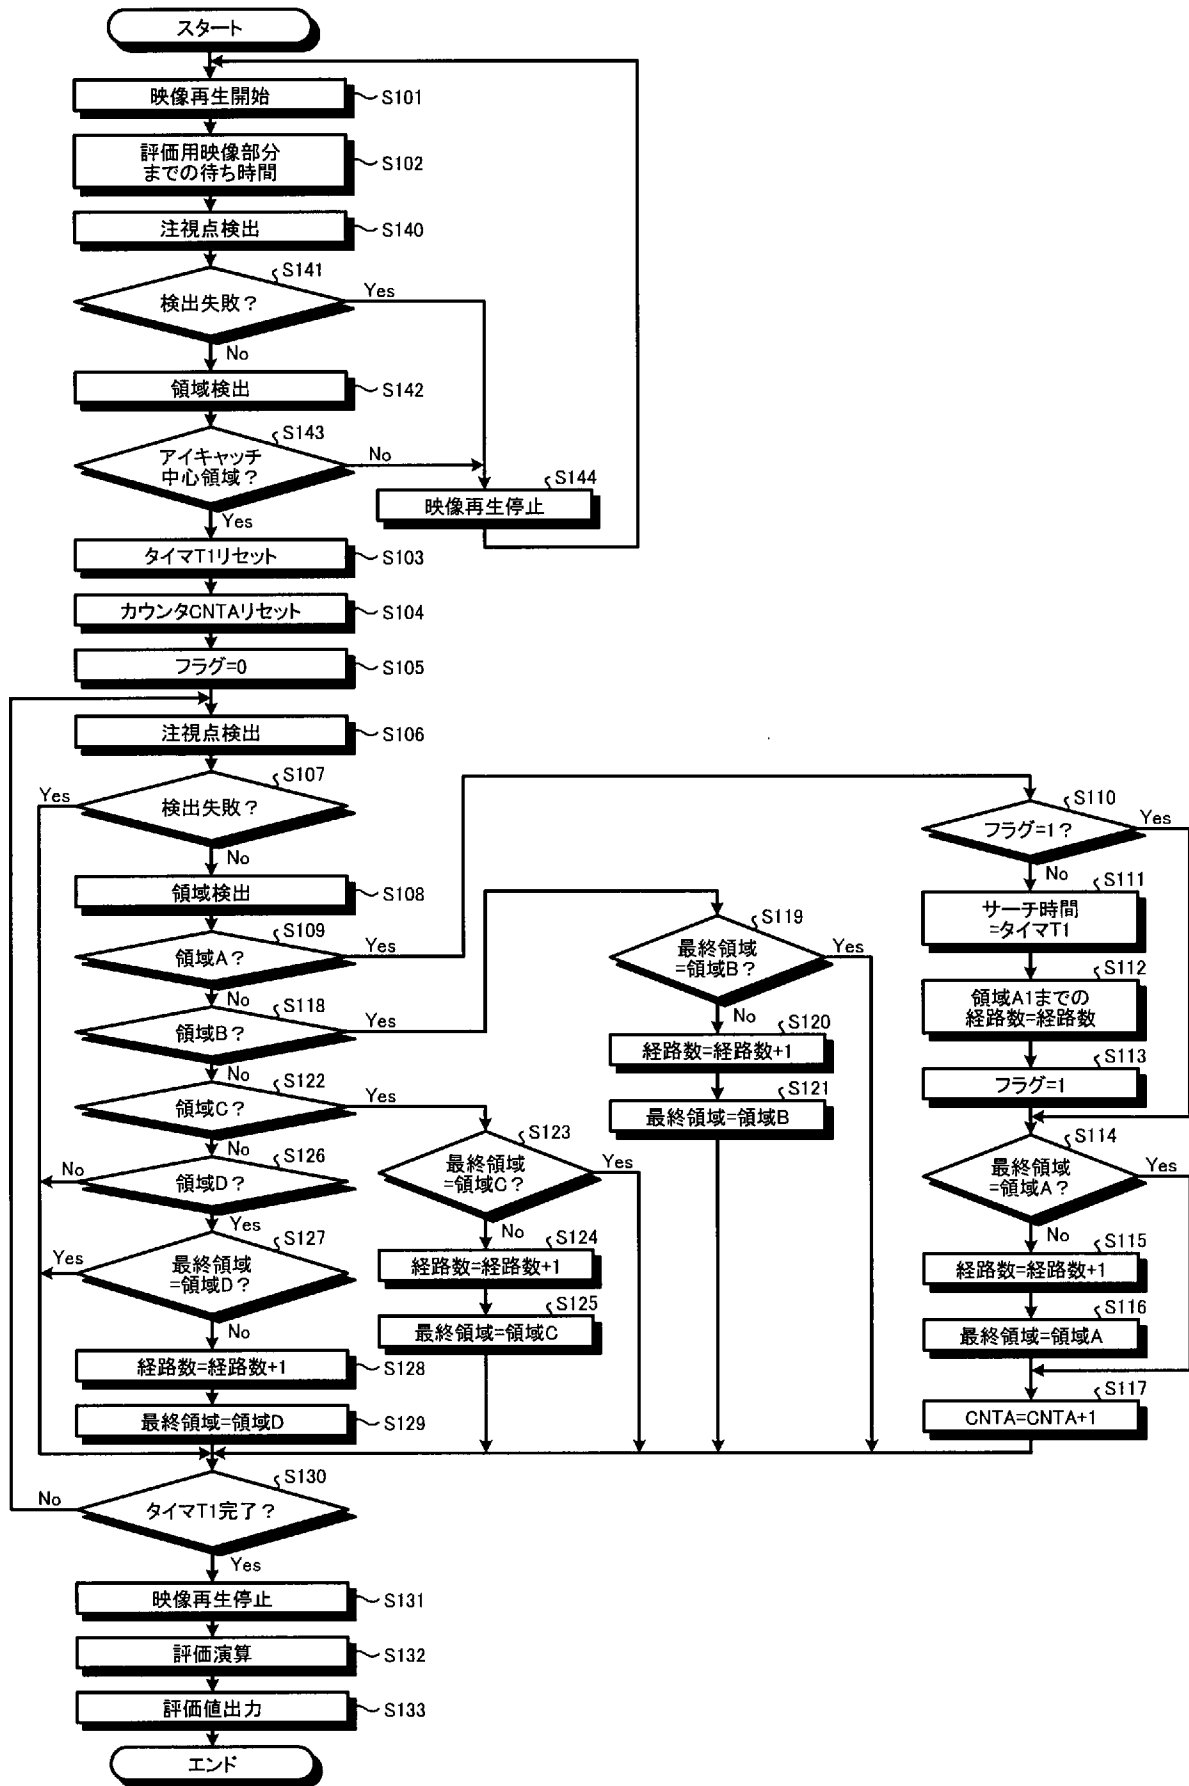 スタート
映像再生開始
S101
評価用映像部分
までの待ち時間
S102
注視点検出
S140
検出失敗？
S141
Yes
No
領域検出
S142
アイキャッチ
中心領域？
S143
No
Yes
映像再生停止
S144
タイマT1リセット
S103
カウンタCNTAリセット
S104
フラグ=0
S105
注視点検出
S106
検出失敗？
S107
Yes
No
領域検出
S108
領域A？
S109
Yes
No
フラグ=1？
S110
Yes
No
サーチ時間
=タイマT1
S111
領域A1までの
経路数=経路数
S112
フラグ=1
S113
最終領域
=領域A？
S114
Yes
No
経路数=経路数+1
S115
最終領域=領域A
S116
CNTA=CNTA+1
S117
領域B？
S118
Yes
No
最終領域
=領域B？
S119
Yes
No
経路数=経路数+1
S120
最終領域=領域B
S121
領域C？
S122
Yes
No
最終領域
=領域C？
S123
Yes
No
経路数=経路数+1
S124
最終領域=領域C
S125
領域D？
S126
No
Yes
最終領域
=領域D？
S127
Yes
No
経路数=経路数+1
S128
最終領域=領域D
S129
タイマT1完了？
S130
No
Yes
映像再生停止
S131
評価演算
S132
評価値出力
S133
エンド